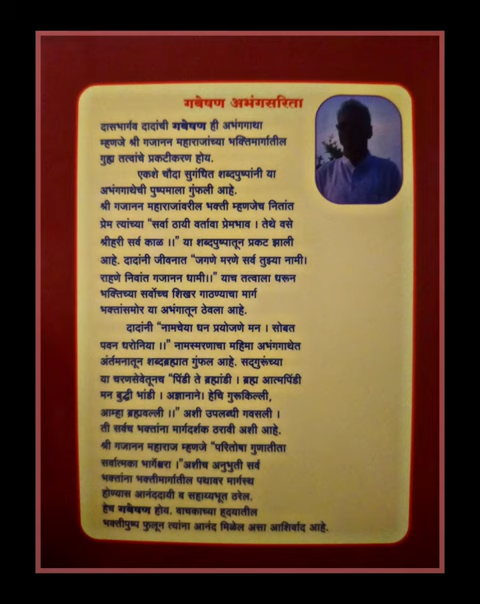 गवेषण अभंगसरिता
दासभार्गव दादांची गवेषण ही अभंगगाथा
म्हणजे श्री गजानन महाराजांच्या भक्तिमार्गातील
गुह्य तत्वांचे प्रकटीकरण होय.
एकशे चौदा सुगंधित शब्दपुष्पांनी या
अभंगगाथेची पुष्पमाला गुंफली आहे.
श्री गजानन महाराजांवरील भक्ती म्हणजेच नितांत
प्रेम त्यांच्या "सर्वा ठायी वर्तावा प्रेमभाव । तेथे वसे
श्रीहरी सर्व काळ ।।" या शब्दपुष्पातून प्रकट झाली
आहे. दादांनी जीवनात "जगणे मरणे सर्व तुझ्या नामी।
राहणे निवांत गजानन धामी।।" याच तत्वाला धरून
भक्तिच्या सर्वोच्च शिखर गाठण्याचा मार्ग
भक्तांसमोर या अभंगातून ठेवला आहे.
दादांनी "नामचेया धन प्रयोजणे मन । सोबत
पवन धरोनिया ।।" नामस्मरणाचा महिमा अभंगगाथेत
अंर्तमनातून शब्दब्रह्मात गुंफल आहे. सद्‌गुरूंच्या
या चरणसेवेतूनच "पिंडी ते ब्रह्मांडी । ब्रह्म आत्मपिंडी
मन बुद्धी भांडी । अज्ञानाने। हेचि गुरूकिल्ली,
आम्हा ब्रह्मवल्ली ।।" अशी उपलब्धी गवसली ।
ती सर्वच भक्तांना मार्गदर्शक ठरावी अशी आहे.
श्री गजानन महाराज म्हणजे "परितोषा गुणातीता
सर्वात्मका भार्गेश्वरा ।"अशीच अनुभुती सर्व
भक्तांना भक्तीमार्गातील पथावर मार्गस्थ
होण्यास आनंददायी व सहाय्यभूत ठरेल.
हेच गवेषण होय. वाचकाच्या हृदयातील
भक्तीपुष्प फुलून त्यांना आनंद मिळेल असा आशिर्वाद आहे.